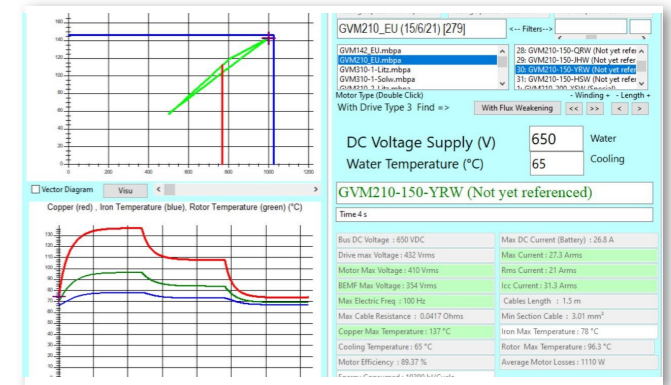 160
140
120
100
80
60
40
20
0
0 200 400 600 800 1000 1200
Vector Diagram Visu < >
Copper (red) , Iron Temperature (blue), Rotor Temperature (green) (°C)
130
120
110
100
90
80
70
60
50
40
30
20
10
GVM210_EU (15/6/21) [279]
<-- Filters-->
GVM142_EU.mbpa
GVM210_EU.mbpa
GVM310-1-Litz.mbpa
GVM310-1-Solw.mbpa
28: GVM210-150-QRW (Not yet refer
29: GVM210-150-JHW (Not yet refer
30: GVM210-150-YRW (Not yet refer
31: GVM210-150-HSW (Not yet refer
Motor Type (Double Click)
- Winding + - Length +
With Drive Type 3 Find =>
With Flux Weakening << >> < >
DC Voltage Supply (V) 650 Water
Water Temperature (°C) 65 Cooling
GVM210-150-YRW (Not yet referenced)
Time 4 s
Bus DC Voltage : 650 VDC
Max DC Current (Battery) : 26.8 A
Drive max Voltage : 432 Vrms
Max Current : 27.3 Arms
Motor Max Voltage : 410 Vrms
Rms Current : 21 Arms
BEMF Max Voltage : 354 Vrms
Icc Current : 31.3 Arms
Max Electric Freq : 100 Hz
Cables Length : 1.5 m
Max Cable Resistance : 0.0417 Ohms
Min Section Cable : 3.01 mm²
Copper Max Temperature : 137 °C
Iron Max Temperature : 78 °C
Cooling Temperature : 65 °C
Rotor Max Temperature : 96.3 °C
Motor Efficiency : 89.37 %
Average Motor Losses : 1110 W